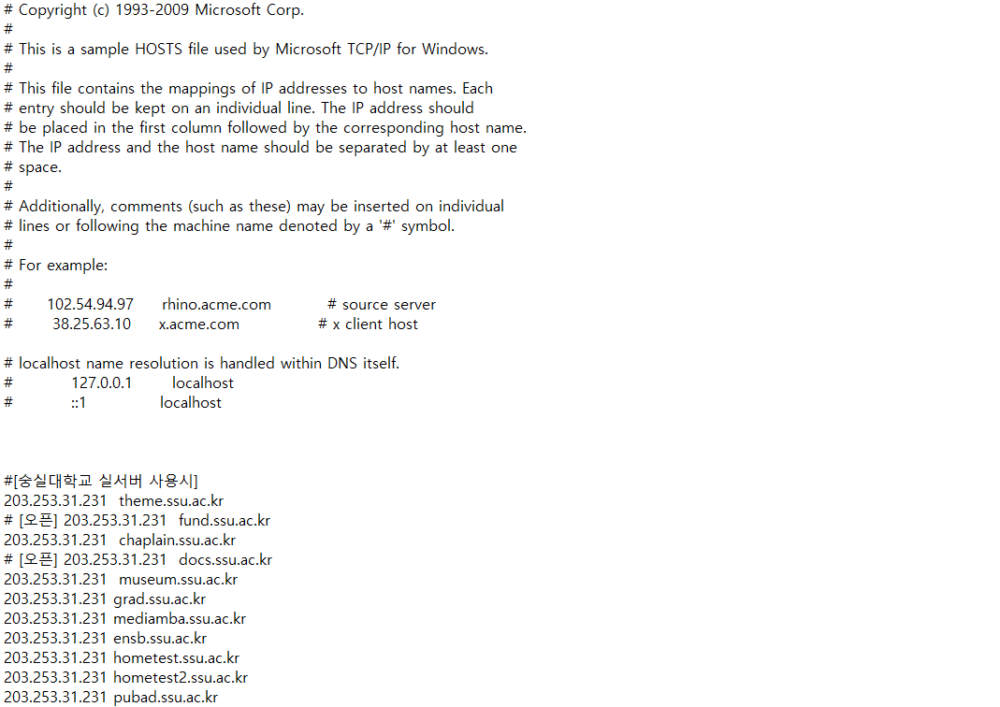 # Copyright (c) 1993-2009 Microsoft Corp.
#
# This is a sample HOSTS file used by Microsoft TCP/IP for Windows.
#
# This file contains the mappings of IP addresses to host names. Each
# entry should be kept on an individual line. The IP address should
# be placed in the first column followed by the corresponding host name.
# The IP address and the host name should be separated by at least one
# space.
#
# Additionally, comments (such as these) may be inserted on individual
# lines or following the machine name denoted by a '#' symbol.
#
# For example:
#
#      102.54.94.97     rhino.acme.com          # source server
#       38.25.63.10     x.acme.com              # x client host

# localhost name resolution is handled within DNS itself.
#          127.0.0.1       localhost
#          ::1             localhost

#[숭실대학교 실서버 사용시]
203.253.31.231  theme.ssu.ac.kr
# [오픈] 203.253.31.231  fund.ssu.ac.kr
203.253.31.231  chaplain.ssu.ac.kr
# [오픈] 203.253.31.231  docs.ssu.ac.kr
203.253.31.231  museum.ssu.ac.kr
203.253.31.231 grad.ssu.ac.kr
203.253.31.231 mediamba.ssu.ac.kr
203.253.31.231 ensb.ssu.ac.kr
203.253.31.231 hometest.ssu.ac.kr
203.253.31.231 hometest2.ssu.ac.kr
203.253.31.231 pubad.ssu.ac.kr